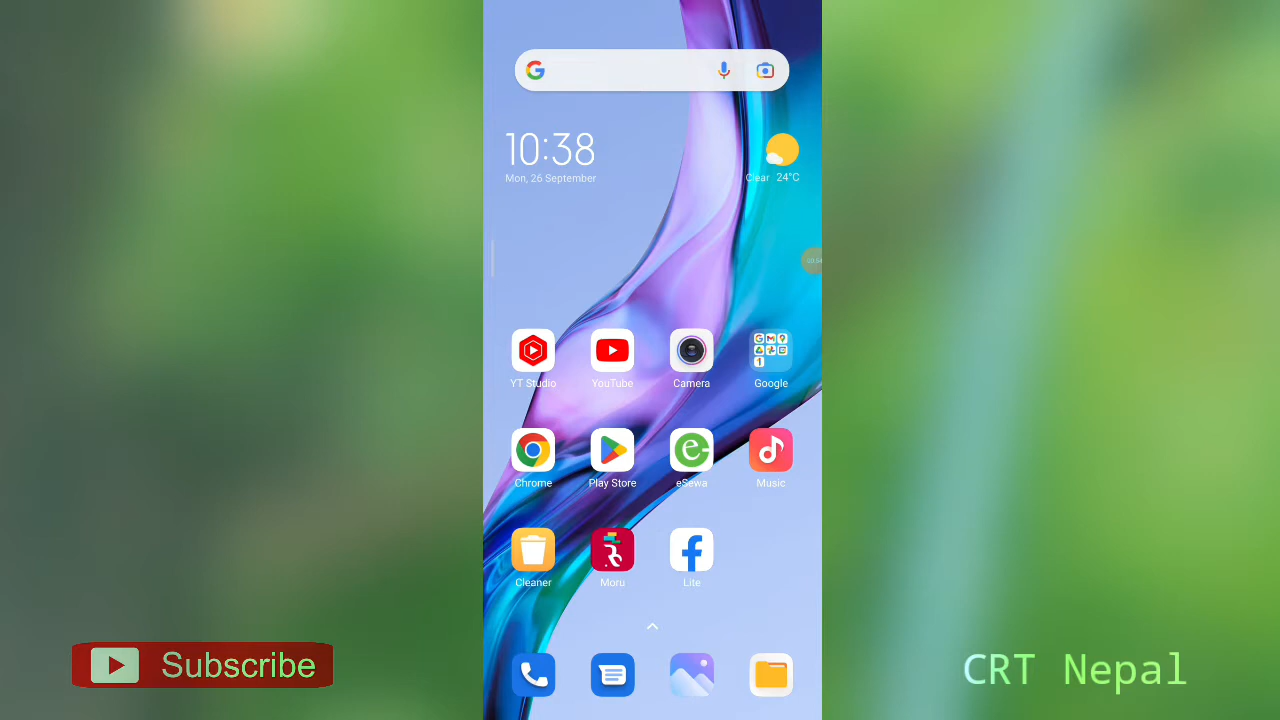 10:38
Mon, 26 September
Clear 24°C
YT Studio
YouTube
Camera
Google
Chrome
Play Store
eSewa
Music
Cleaner
Moru
Lite
Subscribe
CRT Nepal